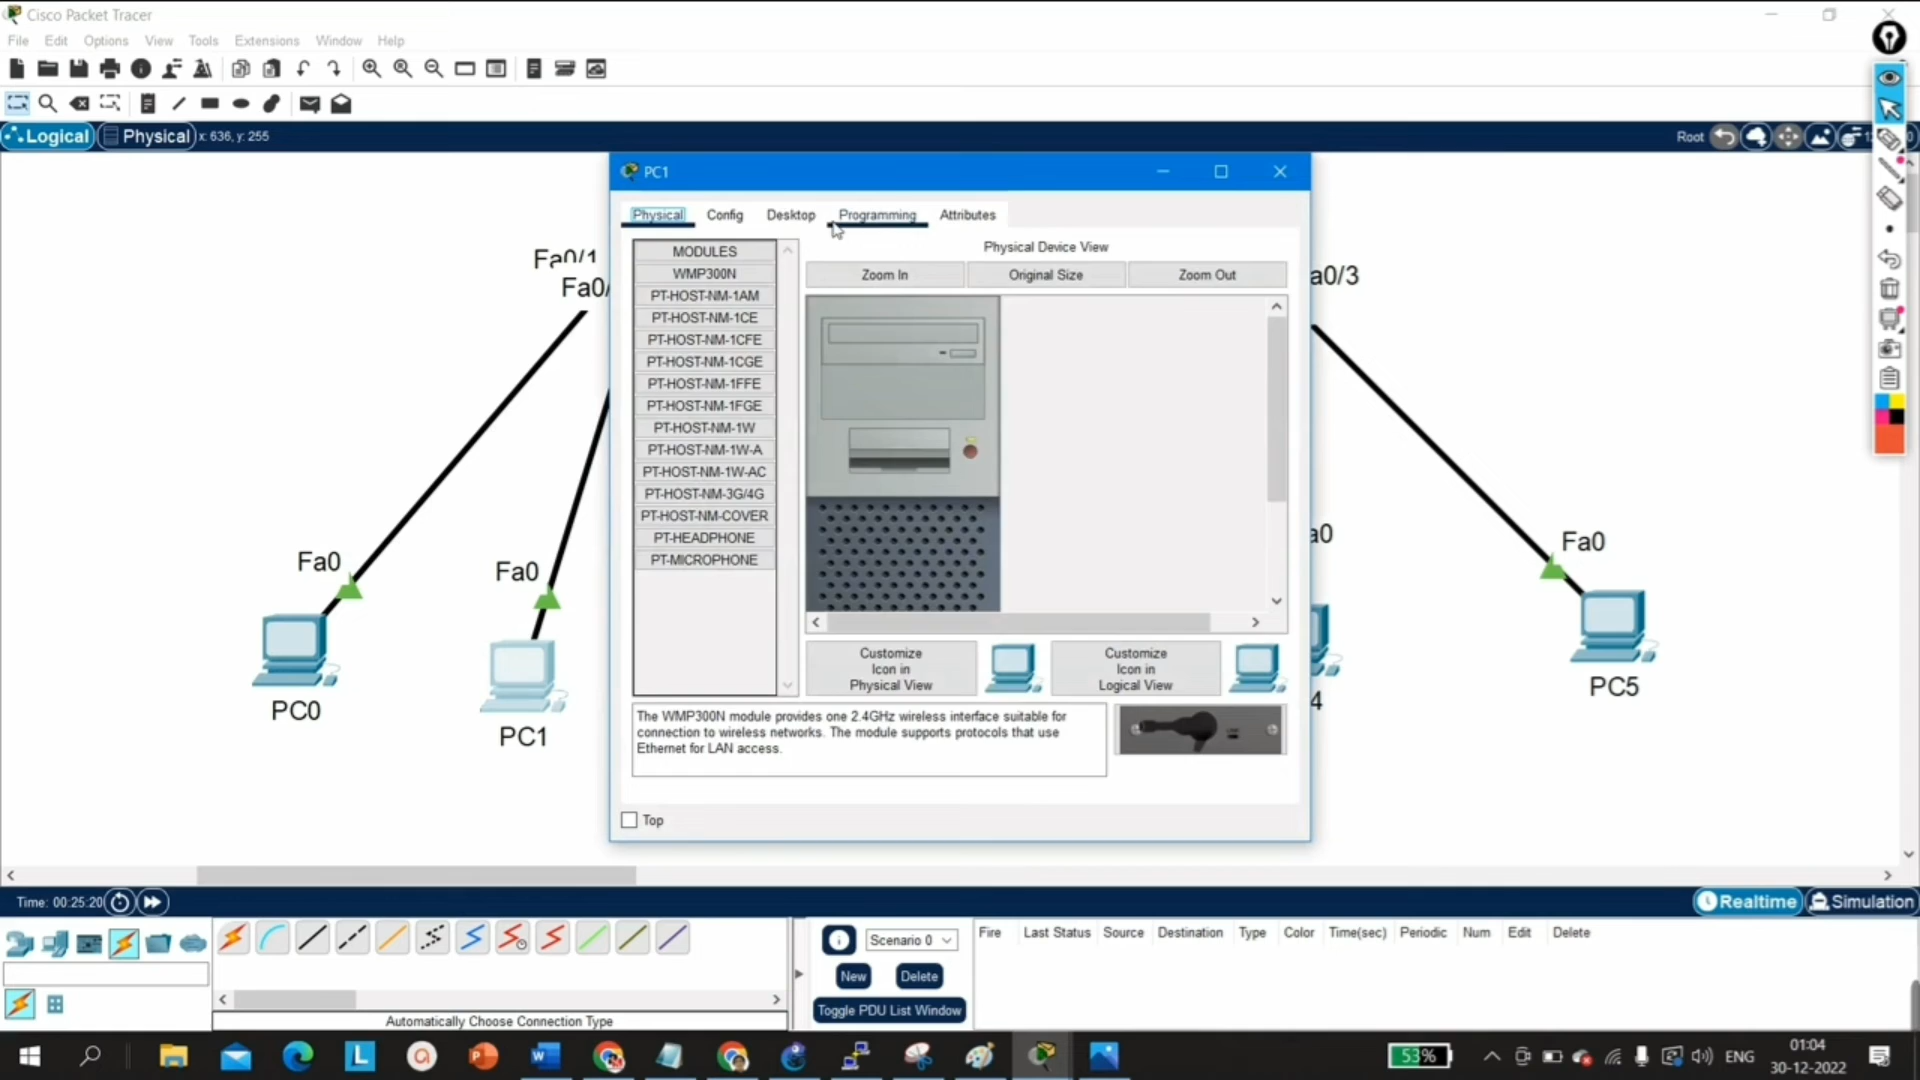 Cisco Packet Tracer
File Edit Options View Tools Extensions Window Help
Logical Physical x: 636, y: 255
Root
PC1
Physical Config Desktop Programming Attributes
MODULES
WMP300N
PT-HOST-NM-1AM
PT-HOST-NM-1CE
PT-HOST-NM-1CFE
PT-HOST-NM-1CGE
PT-HOST-NM-1FFE
PT-HOST-NM-1FGE
PT-HOST-NM-1W
PT-HOST-NM-1W-A
PT-HOST-NM-1W-AC
PT-HOST-NM-3G/4G
PT-HOST-NM-COVER
PT-HEADPHONE
PT-MICROPHONE
Physical Device View
Zoom In Original Size Zoom Out
Customize
Icon in
Physical View
Customize
Icon in
Logical View
The WMP300N module provides one 2.4GHz wireless interface suitable for
connection to wireless networks. The module supports protocols that use
Ethernet for LAN access.
Top
Fa0/1
Fa0/
a0/3
Fa0
Fa0
a0
Fa0
PC0
PC1
4
PC5
Time: 00:25:20
Realtime Simulation
Scenario 0
New Delete
Toggle PDU List Window
Fire Last Status Source Destination Type Color Time(sec) Periodic Num Edit Delete
Automatically Choose Connection Type
53%
ENG
01:04
30-12-2022